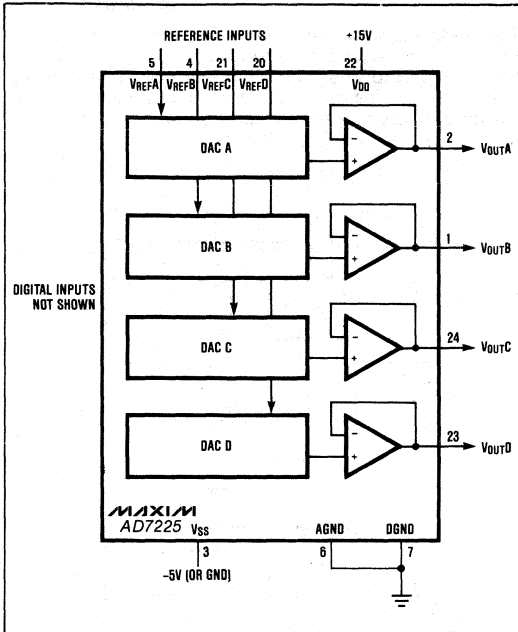 REFERENCE INPUTS +15V
5 4 21 20 22
VREFA VREFB VREFC VREFD VDD
DAC A
−
+
2
VOUTA
DAC B
−
+
1
VOUTB
DIGITAL INPUTS
NOT SHOWN
DAC C
−
+
24
VOUTC
DAC D
−
+
23
VOUTD
MAXIM
AD7225 VSS AGND DGND
3 6 7
−5V (OR GND)